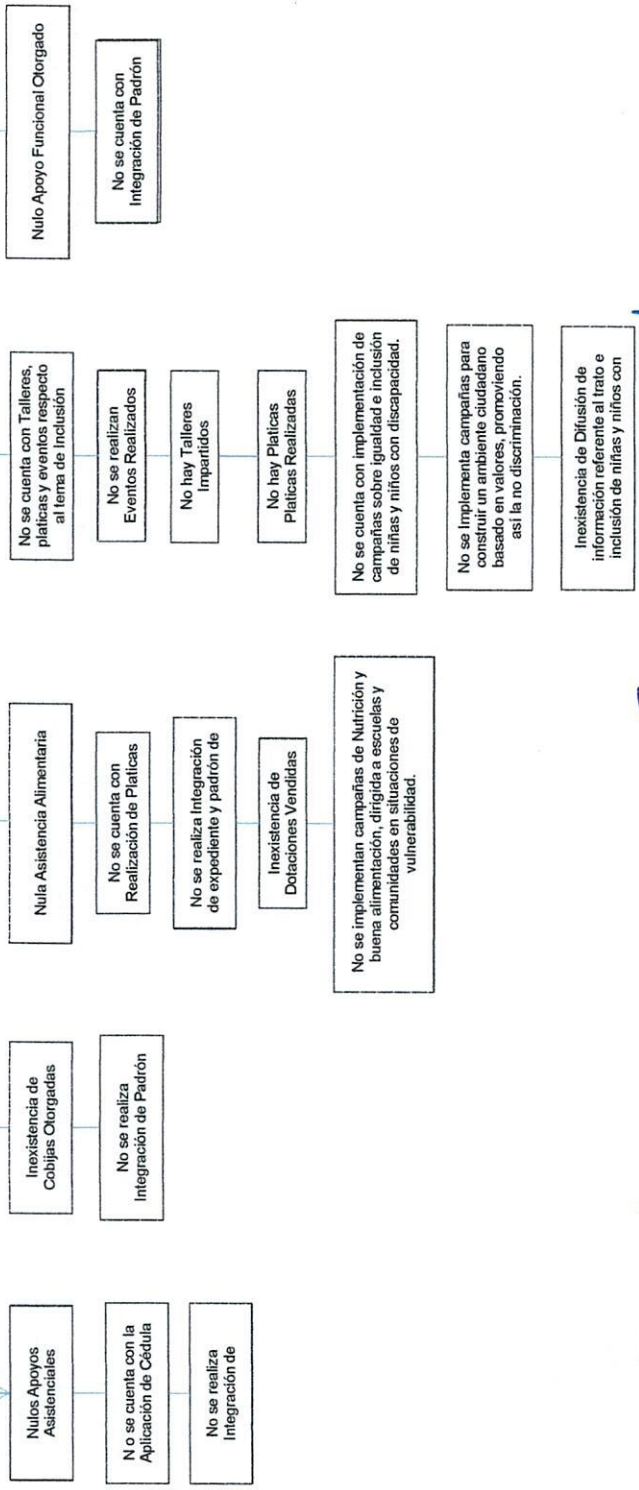 Nulos Apoyos
Asistenciales
N o se cuenta con la
Aplicación de Cédula
No se realiza
Integración de
Inexistencia de
Cobijas Otorgadas
No se realiza
Integración de Padrón
Nula Asistencia Alimentaria
No se cuenta con
Realización de Platicas
No se realiza Integración
de expediente y padrón de
Inexistencia de
Dotaciones Vendidas
No se implementan campañas de Nutrición y
buena alimentación, dirigida a escuelas y
comunidades en situaciones de
vulnerabilidad.
No se cuenta con Talleres,
platicas y eventos respecto
al tema de Inclusión
No se realizan
Eventos Realizados
No hay Talleres
Impartidos
No hay Platicas
Platicas Realizadas
No se cuenta con implementación de
campañas sobre igualdad e inclusión
de niñas y niños con discapacidad.
No se Implementa campañas para
construir un ambiente ciudadano
basado en valores, promoviendo
así la no discriminación.
Inexistencia de Difusión de
información referente al trato e
inclusión de niñas y niños con
Nulo Apoyo Funcional Otorgado
No se cuenta con
Integración de Padrón